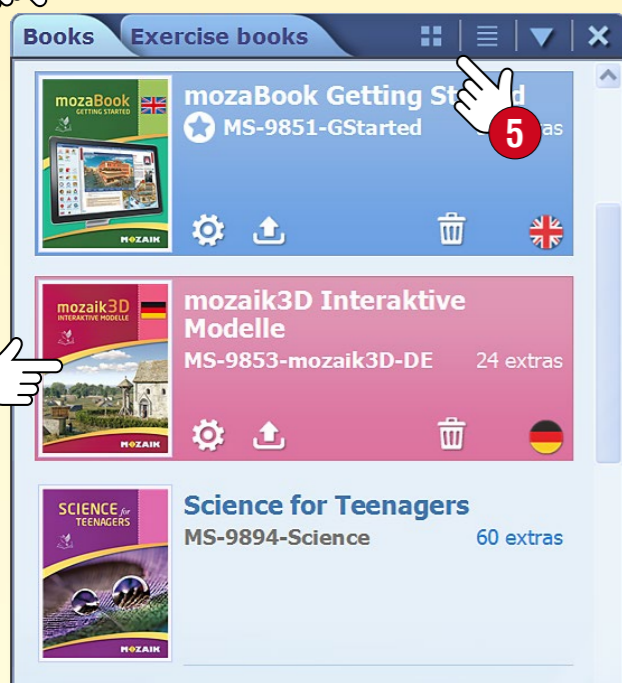 Books
Exercise books
mozaBook
GETTING STARTED
MOZAIK
mozaBook Getting St d
MS-9851-GStarted
as
5
mozaik3D
INTERAKTIVE MODELLE
MOZAIK
mozaik3D Interaktive
Modelle
MS-9853-mozaik3D-DE 24 extras
SCIENCE for
TEENAGERS
MOZAIK
Science for Teenagers
MS-9894-Science 60 extras